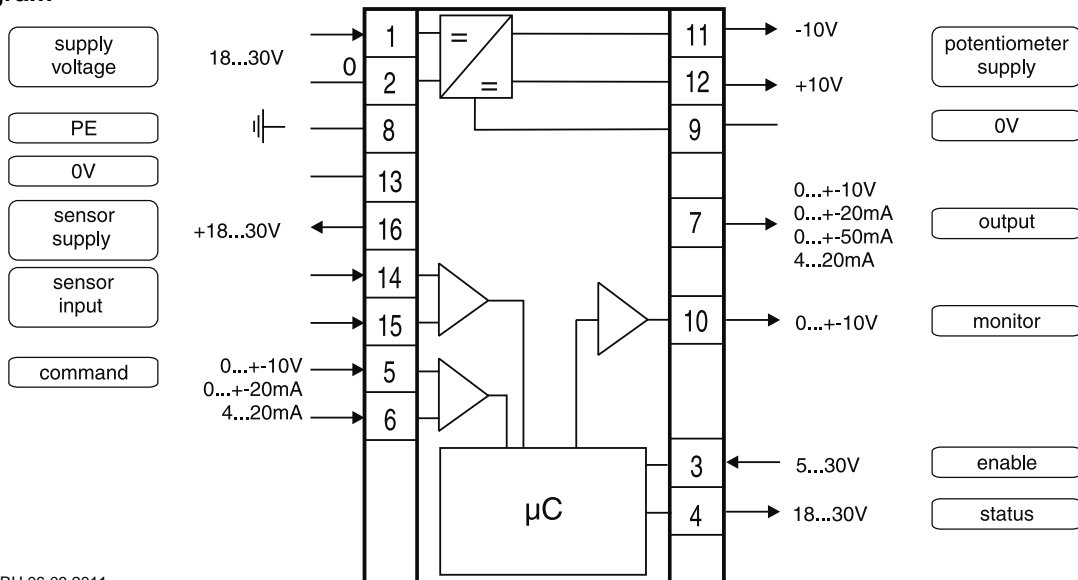 supply
voltage
18...30V
0
1
2
=
=
11
12
-10V
+10V
potentiometer
supply
PE
8
9
0V
0V
13
sensor
supply
+18...30V
16
7
0...+-10V
0...+-20mA
0...+-50mA
4...20mA
output
sensor
input
14
15
10
0...+-10V
monitor
command
0...+-10V
0...+-20mA
4...20mA
5
6
µC
3
5...30V
enable
4
18...30V
status